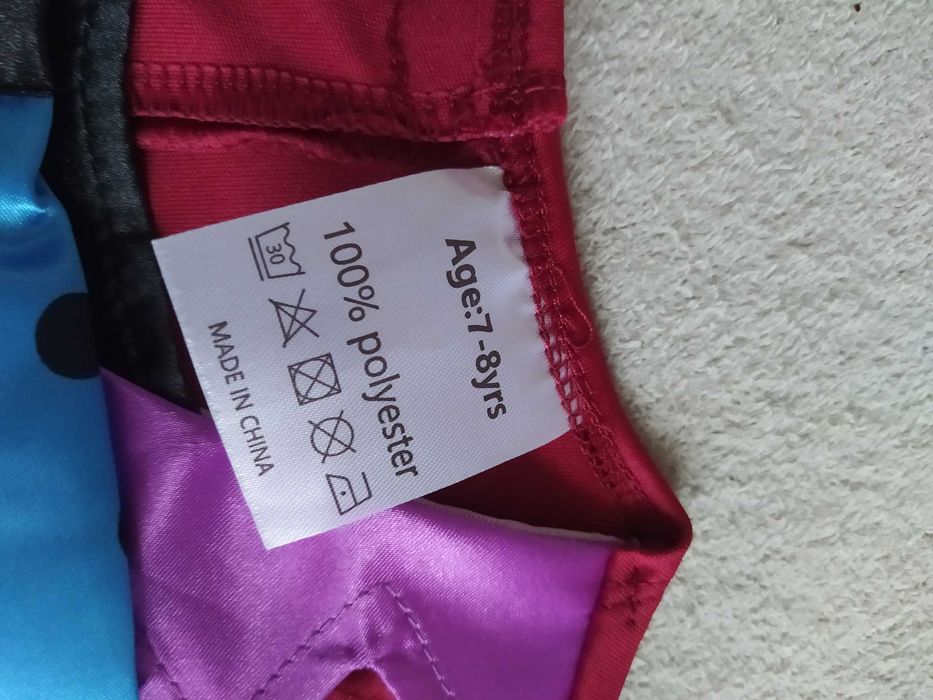 Age:7-8yrs
100% polyester
30
MADE IN CHINA